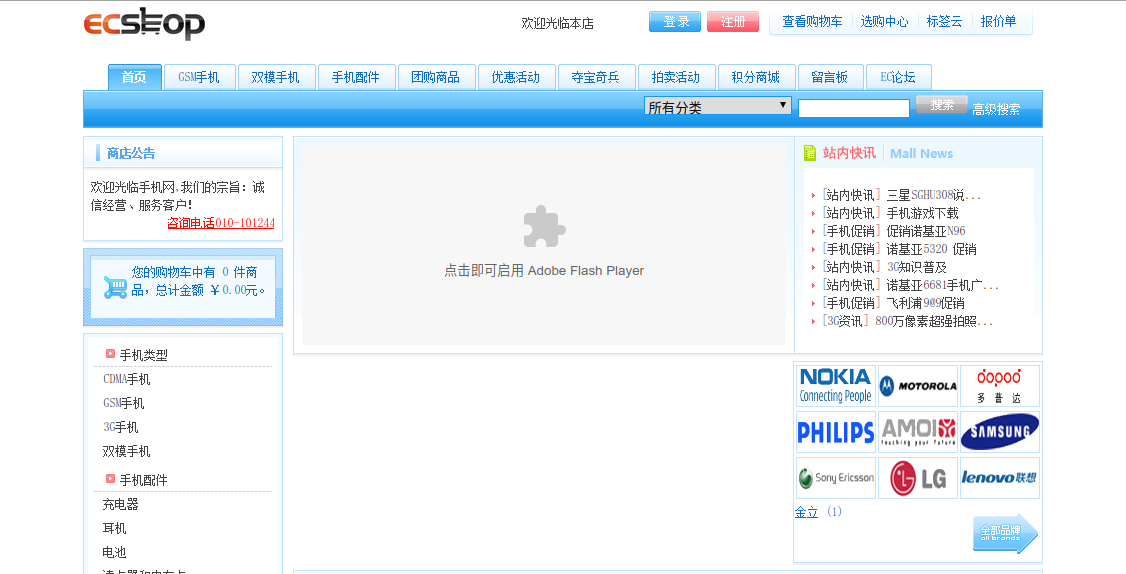 ecshop
欢迎光临本店
登录 注册 查看购物车 选购中心 标签云 报价单
首页 GSM手机 双模手机 手机配件 团购商品 优惠活动 夺宝奇兵 拍卖活动 积分商城 留言板 EC论坛
所有分类 搜索 高级搜索
商店公告
欢迎光临手机网,我们的宗旨：诚
信经营、服务客户！
咨询电话010-101244
您的购物车中有 0 件商
品，总计金额 ￥0.00元。
手机类型
CDMA手机
GSM手机
3G手机
双模手机
手机配件
充电器
耳机
电池
读卡器和内存卡
点击即可启用 Adobe Flash Player
站内快讯 Mall News
[站内快讯] 三星SGHU308说...
[站内快讯] 手机游戏下载
[手机促销] 促销诺基亚N96
[手机促销] 诺基亚5320 促销
[站内快讯] 3G知识普及
[站内快讯] 诺基亚6681手机广...
[手机促销] 飞利浦9@9促销
[3G资讯] 800万像素超强拍照...
NOKIA
Connecting People
MOTOROLA
dopod
多普达
PHILIPS
AMOI
touching your future
SAMSUNG
Sony Ericsson
LG
lenovo联想
金立 (1)
全部品牌
all brands